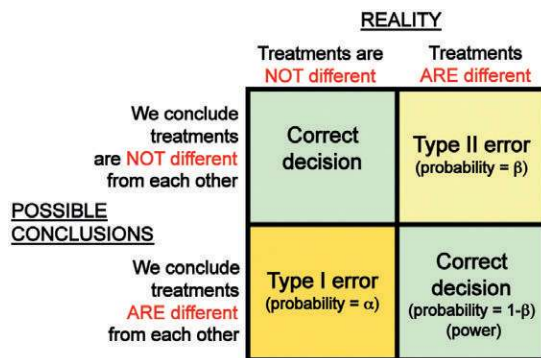 REALITY
Treatments are
NOT different
Treatments
ARE different
We conclude
treatments
are NOT different
from each other
Correct
decision
Type II error
(probability = β)
POSSIBLE
CONCLUSIONS
We conclude
treatments
ARE different
from each other
Type I error
(probability = α)
Correct
decision
(probability = 1-β)
(power)